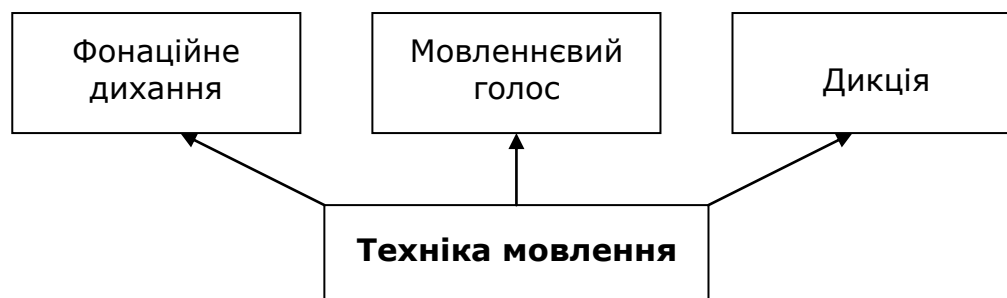 Фонаційне
дихання
Мовленнєвий
голос
Дикція
Техніка мовлення